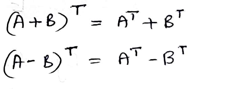 (A+B)ᵀ = Aᵀ + Bᵀ
(A-B)ᵀ = Aᵀ - Bᵀ